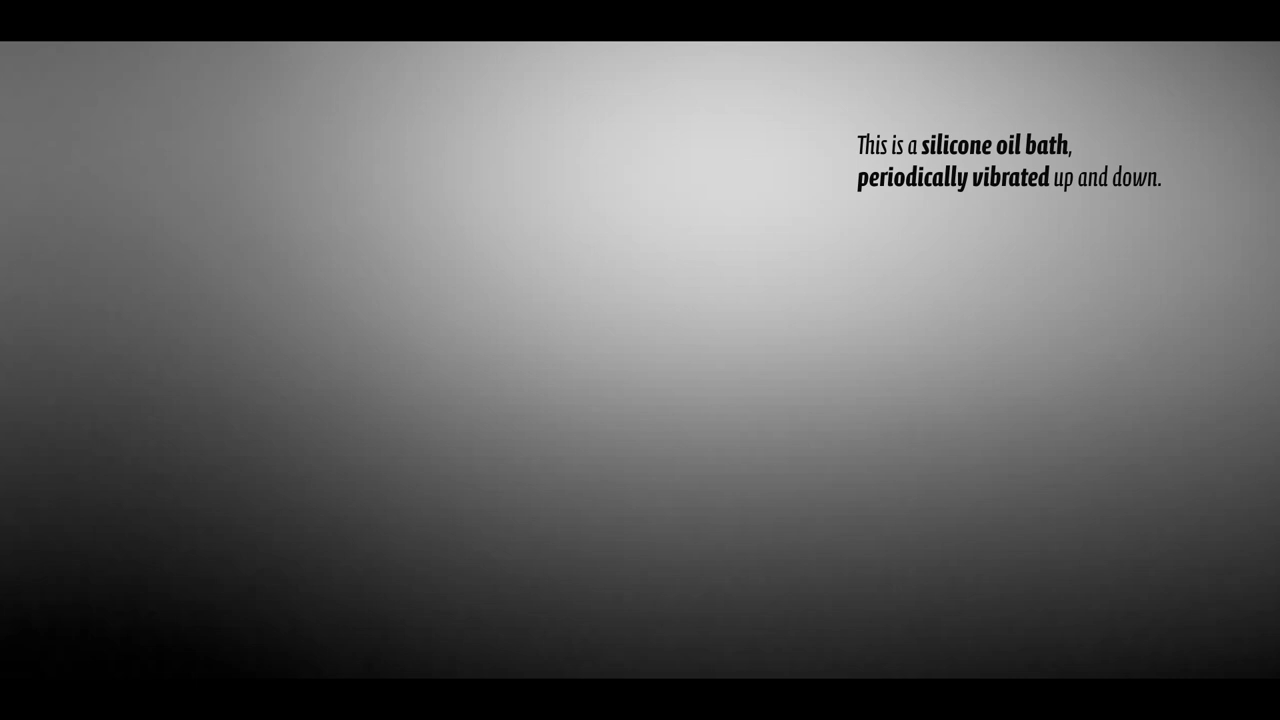 This is a silicone oil bath,
periodically vibrated up and down.